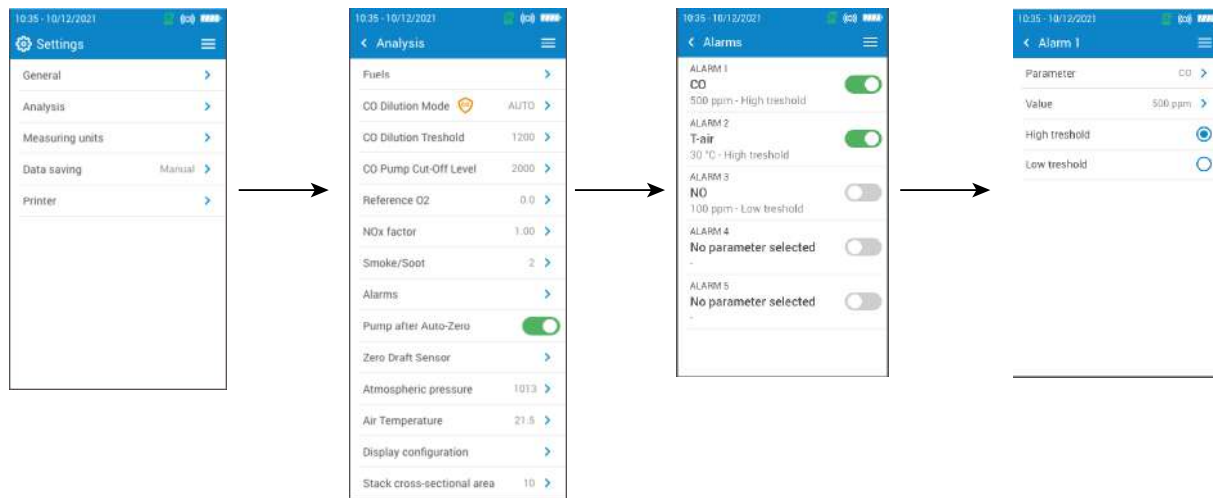 10:35 - 10/12/2021
Settings
General
Analysis
Measuring units
Data saving Manual
Printer
10:35 - 10/12/2021
Analysis
Fuels
CO Dilution Mode AUTO
CO Dilution Treshold 1200
CO Pump Cut-Off Level 2000
Reference O2 0.0
NOx factor 1.00
Smoke/Soot 2
Alarms
Pump after Auto-Zero
Zero Draft Sensor
Atmospheric pressure 1013
Air Temperature 21.5
Display configuration
Stack cross-sectional area 10
10:35 - 10/12/2021
Alarms
ALARM 1
CO
500 ppm - High treshold
ALARM 2
T-air
30 °C - High treshold
ALARM 3
NO
100 ppm - Low treshold
ALARM 4
No parameter selected
-
ALARM 5
No parameter selected
-
10:35 - 10/12/2021
Alarm 1
Parameter CO
Value 500 ppm
High treshold
Low treshold